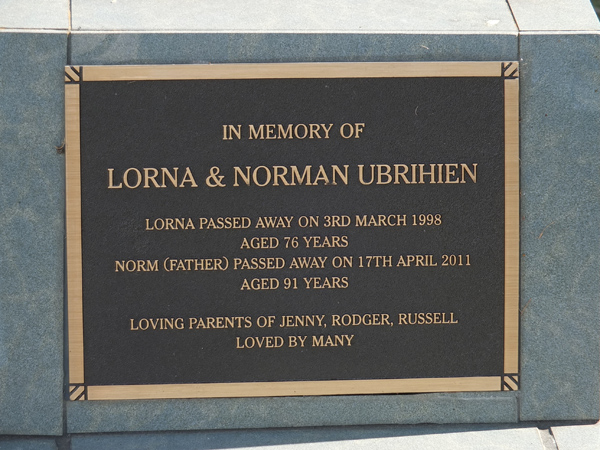 IN MEMORY OF
LORNA & NORMAN UBRIHIEN
LORNA PASSED AWAY ON 3RD MARCH 1998
AGED 76 YEARS
NORM (FATHER) PASSED AWAY ON 17TH APRIL 2011
AGED 91 YEARS
LOVING PARENTS OF JENNY, RODGER, RUSSELL
LOVED BY MANY